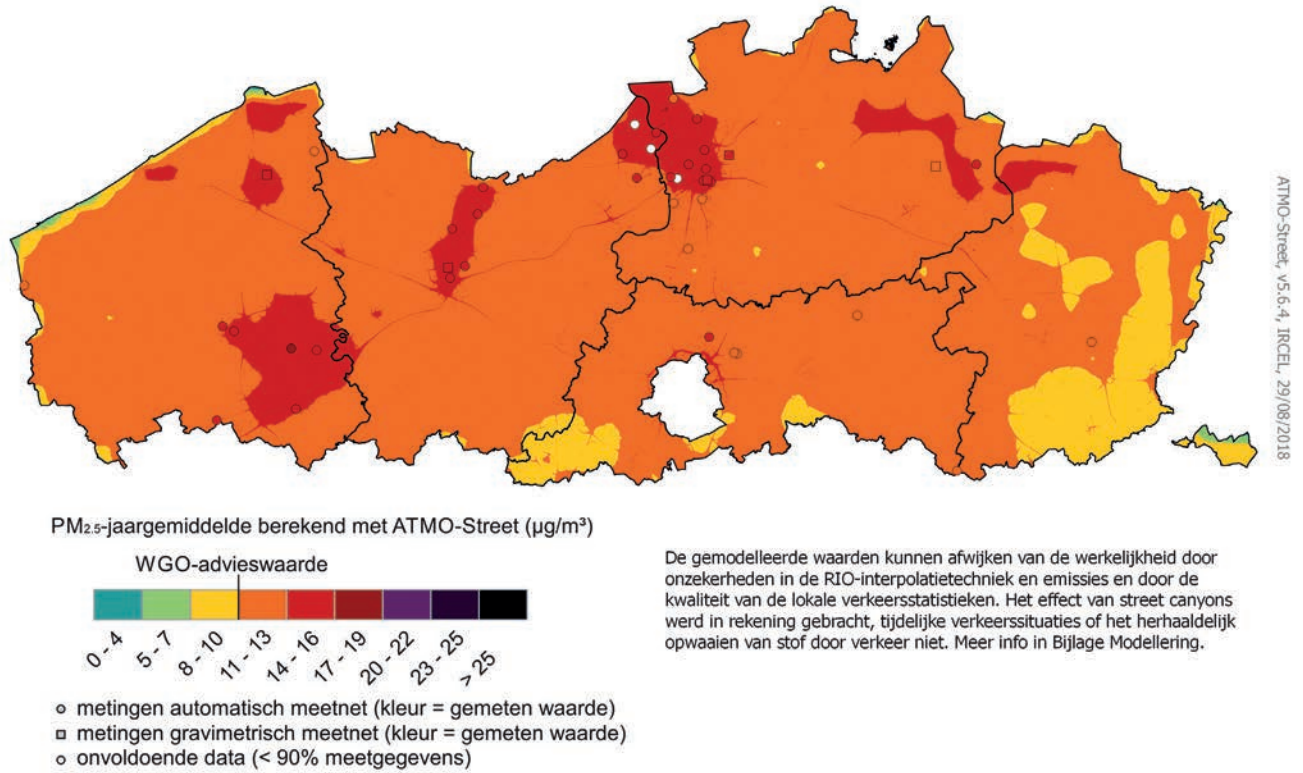 ATMO-Street, v5.6.4, IRCEL, 29/08/2018
PM2.5-jaargemiddelde berekend met ATMO-Street (µg/m³)
WGO-advieswaarde
0 - 4
5 - 7
8 - 10
11 - 13
14 - 16
17 - 19
20 - 22
23 - 25
> 25
metingen automatisch meetnet (kleur = gemeten waarde)
metingen gravimetrisch meetnet (kleur = gemeten waarde)
onvoldoende data (< 90% meetgegevens)
De gemodelleerde waarden kunnen afwijken van de werkelijkheid door
onzekerheden in de RIO-interpolatietechniek en emissies en door de
kwaliteit van de lokale verkeersstatistieken. Het effect van street canyons
werd in rekening gebracht, tijdelijke verkeerssituaties of het herhaaldelijk
opwaaien van stof door verkeer niet. Meer info in Bijlage Modellering.